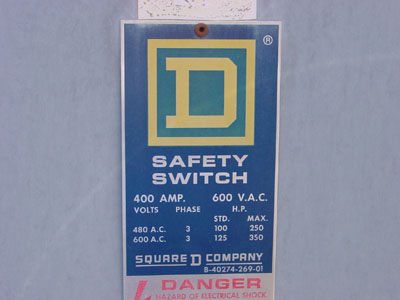 ®
D
SAFETY
SWITCH
400 AMP. 600 V.A.C.
VOLTS PHASE H.P.
STD. MAX.
480 A.C. 3 100 250
600 A.C. 3 125 350
SQUARE D COMPANY
B-40274-269-01
DANGER
HAZARD OF ELECTRICAL SHOCK